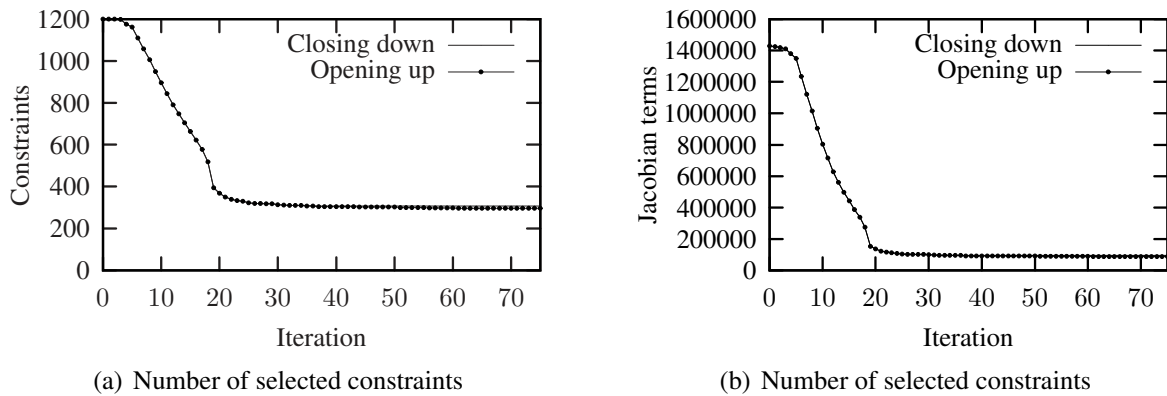 1200
1000
800
600
400
200
0
Constraints
Closing down
Opening up
0 10 20 30 40 50 60 70
Iteration
(a) Number of selected constraints
1600000
1400000
1200000
1000000
800000
600000
400000
200000
0
Jacobian terms
Closing down
Opening up
0 10 20 30 40 50 60 70
Iteration
(b) Number of selected constraints